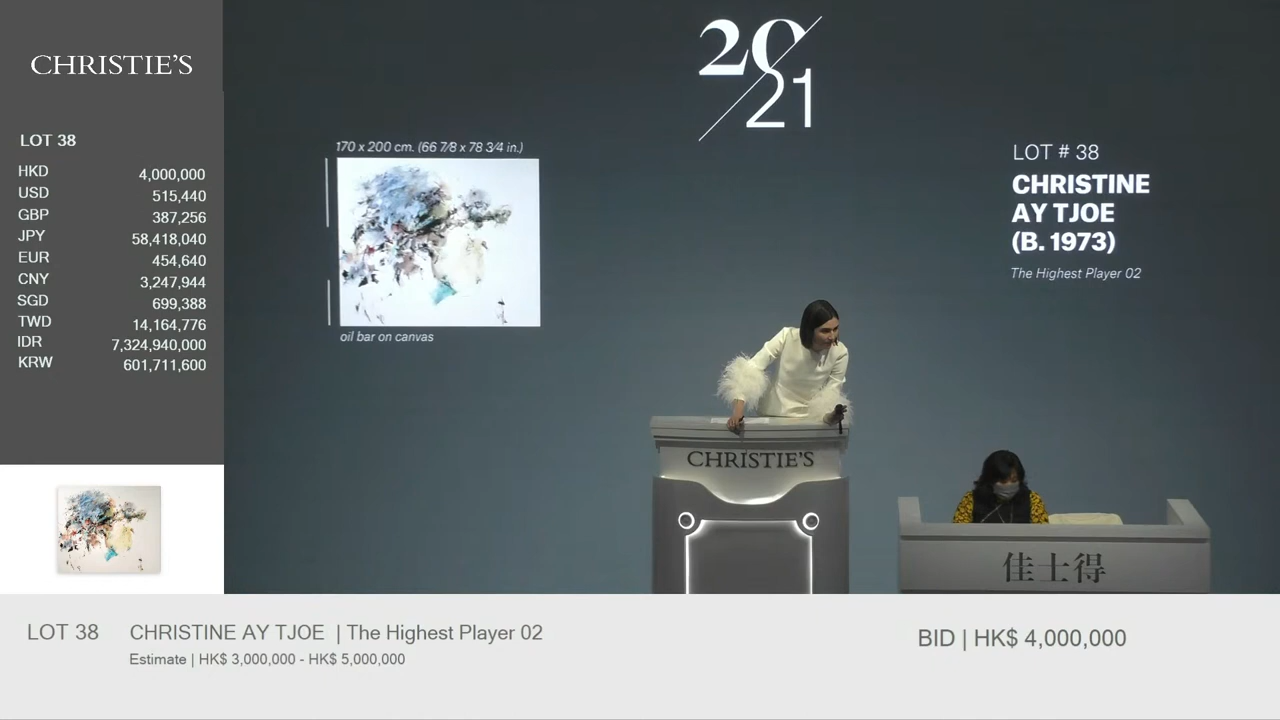 CHRISTIE'S
LOT 38
HKD 4,000,000
USD 515,440
GBP 387,256
JPY 58,418,040
EUR 454,640
CNY 3,247,944
SGD 699,388
TWD 14,164,776
IDR 7,324,940,000
KRW 601,711,600
20/21
170 x 200 cm. (66 7/8 x 78 3/4 in.)
oil bar on canvas
LOT # 38
CHRISTINE
AY TJOE
(B. 1973)
The Highest Player 02
CHRISTIE'S
佳士得
LOT 38 CHRISTINE AY TJOE | The Highest Player 02
Estimate | HK$ 3,000,000 - HK$ 5,000,000
BID | HK$ 4,000,000